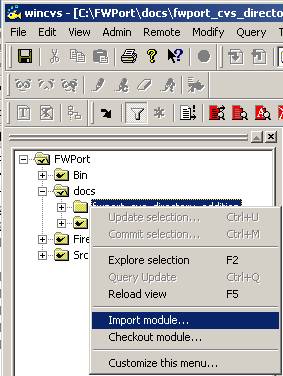 wincvs - [C:\FWPort\docs\fwport_cvs_directo
File Edit View Admin Remote Modify Query
FWPort
Bin
docs
Update selection... Ctrl+U
Commit selection... Ctrl+M
Fire
Src
Explore selection F2
Query Update Ctrl+Q
Reload view F5
Import module...
Checkout module...
Customize this menu...